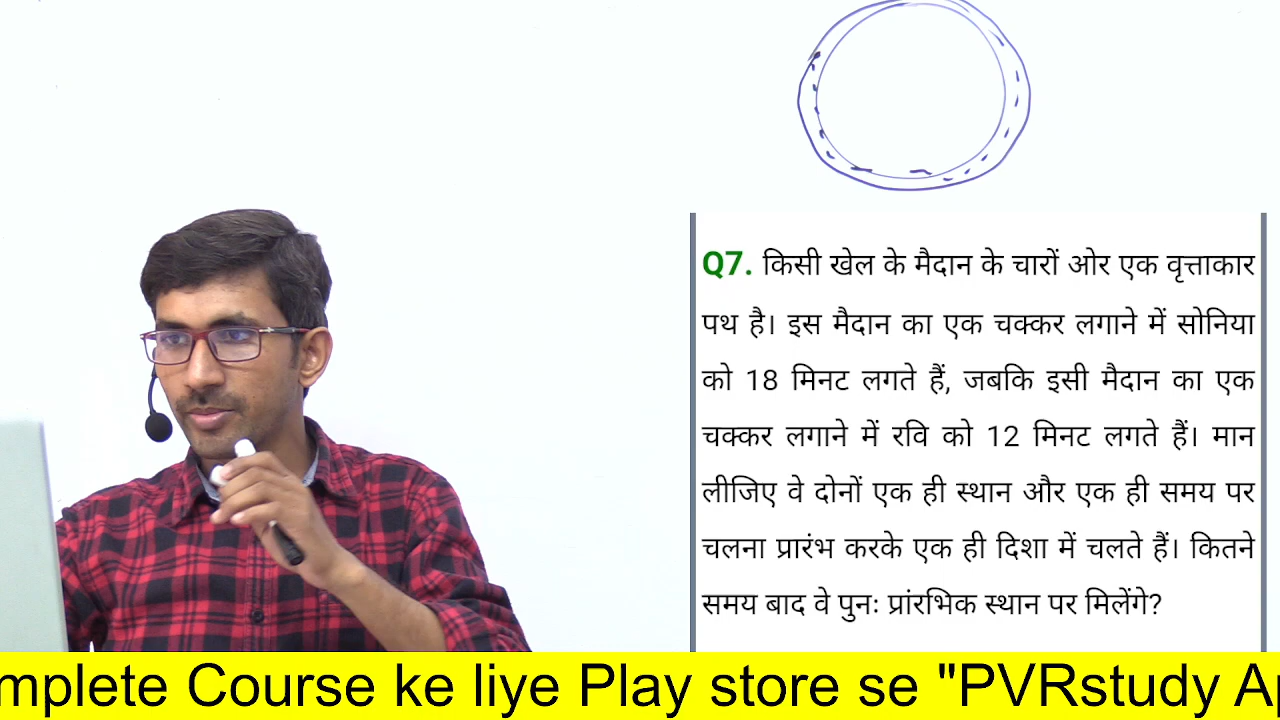 Q7. किसी खेल के मैदान के चारों ओर एक वृत्ताकार
पथ है। इस मैदान का एक चक्कर लगाने में सोनिया
को 18 मिनट लगते हैं, जबकि इसी मैदान का एक
चक्कर लगाने में रवि को 12 मिनट लगते हैं। मान
लीजिए वे दोनों एक ही स्थान और एक ही समय पर
चलना प्रारंभ करके एक ही दिशा में चलते हैं। कितने
समय बाद वे पुनः प्रांरभिक स्थान पर मिलेंगे?
mplete Course ke liye Play store se "PVRstudy Ap